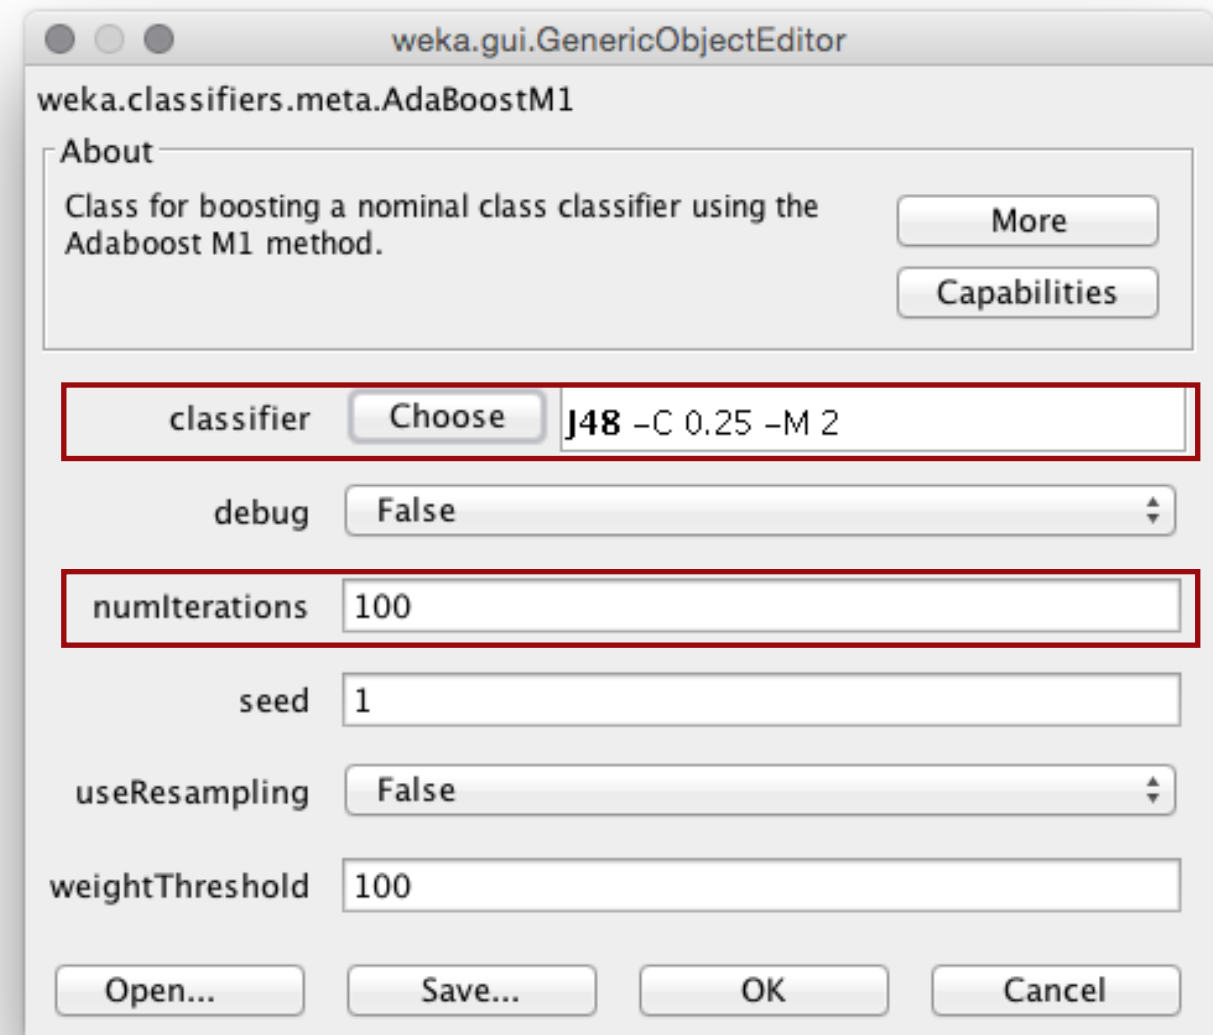 weka.gui.GenericObjectEditor
weka.classifiers.meta.AdaBoostM1
About
Class for boosting a nominal class classifier using the
Adaboost M1 method.
More
Capabilities
classifier Choose J48 -C 0.25 -M 2
debug False
numIterations 100
seed 1
useResampling False
weightThreshold 100
Open... Save... OK Cancel